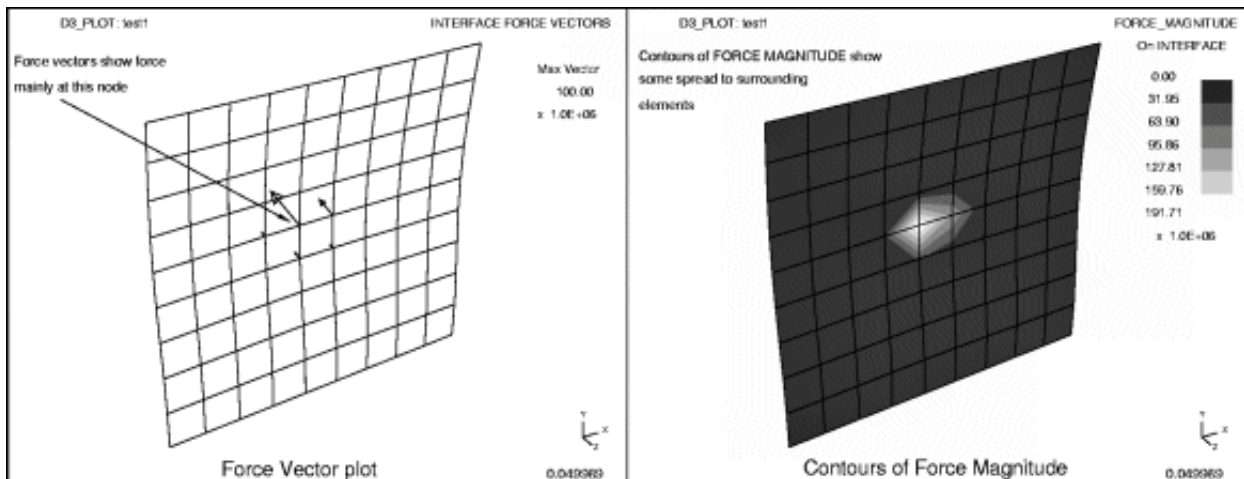 D3_PLOT: test1
INTERFACE FORCE VECTORS
Force vectors show force
mainly at this node
Max Vector
100.00
x 1.0E+06
Y
X
Z
Force Vector plot
0.049989
D3_PLOT: test1
FORCE_MAGNITUDE
On INTERFACE
Contours of FORCE MAGNITUDE show
some spread to surrounding
elements
0.00
31.95
63.90
95.86
127.81
159.76
191.71
x 1.0E+06
Y
X
Z
Contours of Force Magnitude
0.049989